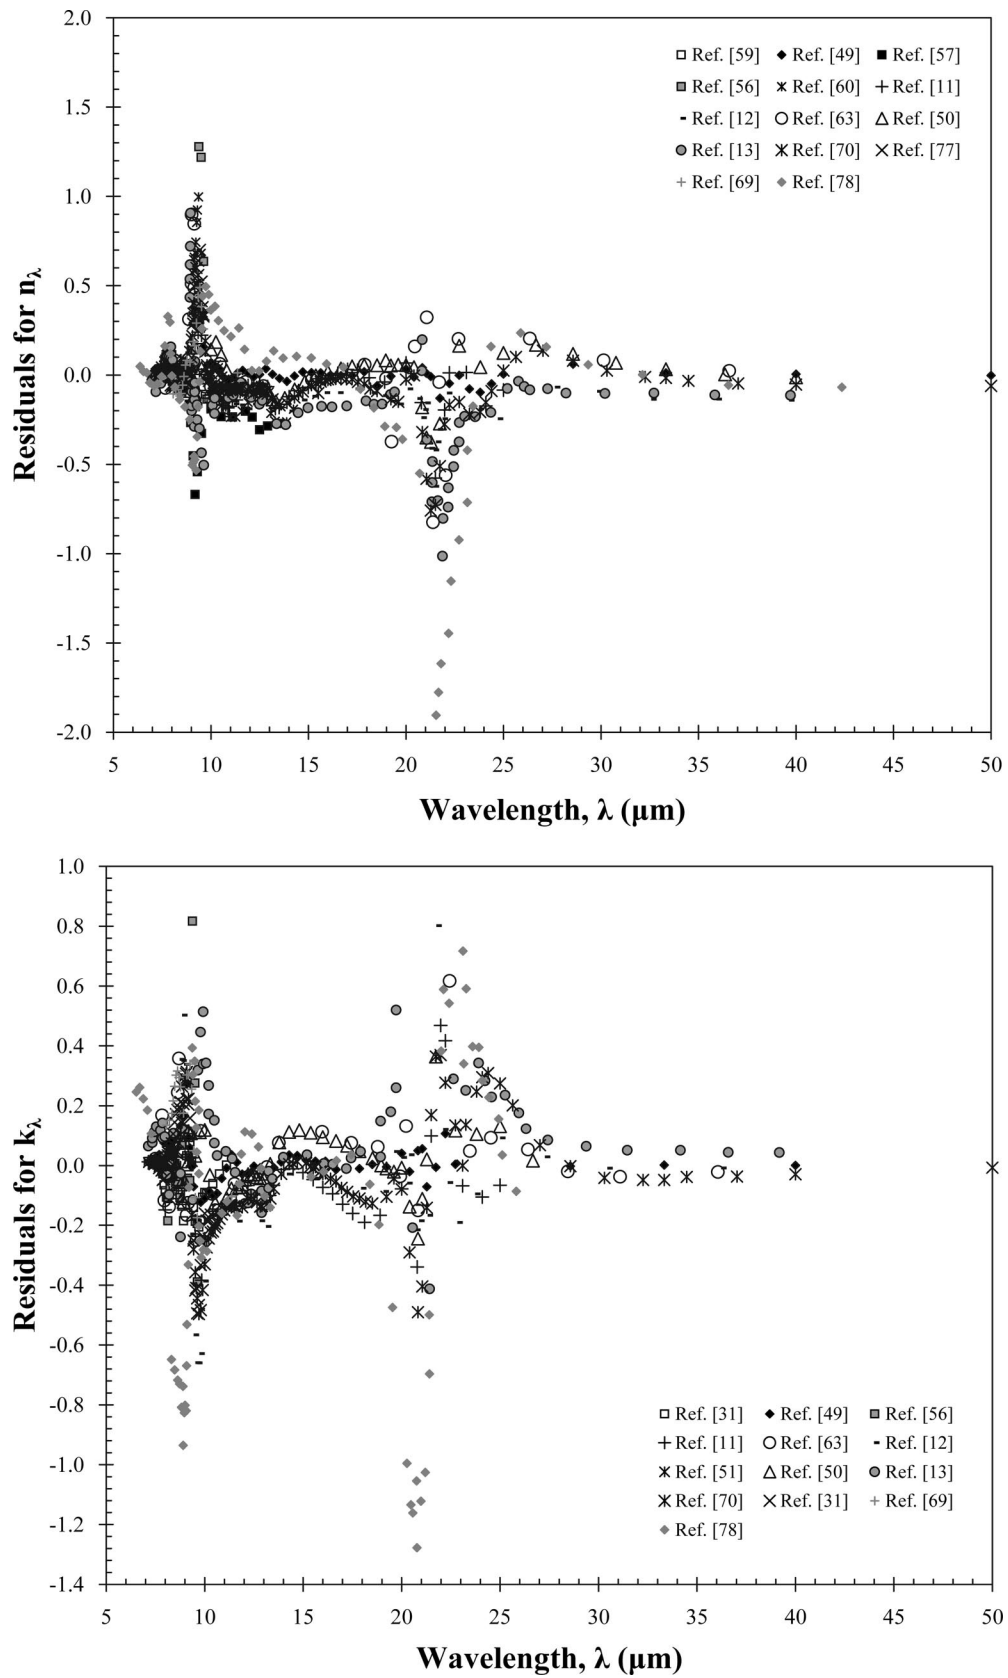 2.0
1.5
1.0
0.5
0.0
-0.5
-1.0
-1.5
-2.0
Residuals for nλ
Ref. [59] Ref. [49] Ref. [57]
Ref. [56] Ref. [60] Ref. [11]
Ref. [12] Ref. [63] Ref. [50]
Ref. [13] Ref. [70] Ref. [77]
Ref. [69] Ref. [78]
5 10 15 20 25 30 35 40 45 50
Wavelength, λ (μm)
1.0
0.8
0.6
0.4
0.2
0.0
-0.2
-0.4
-0.6
-0.8
-1.0
-1.2
-1.4
Residuals for kλ
Ref. [31] Ref. [49] Ref. [56]
Ref. [11] Ref. [63] Ref. [12]
Ref. [51] Ref. [50] Ref. [13]
Ref. [70] Ref. [31] Ref. [69]
Ref. [78]
5 10 15 20 25 30 35 40 45 50
Wavelength, λ (μm)